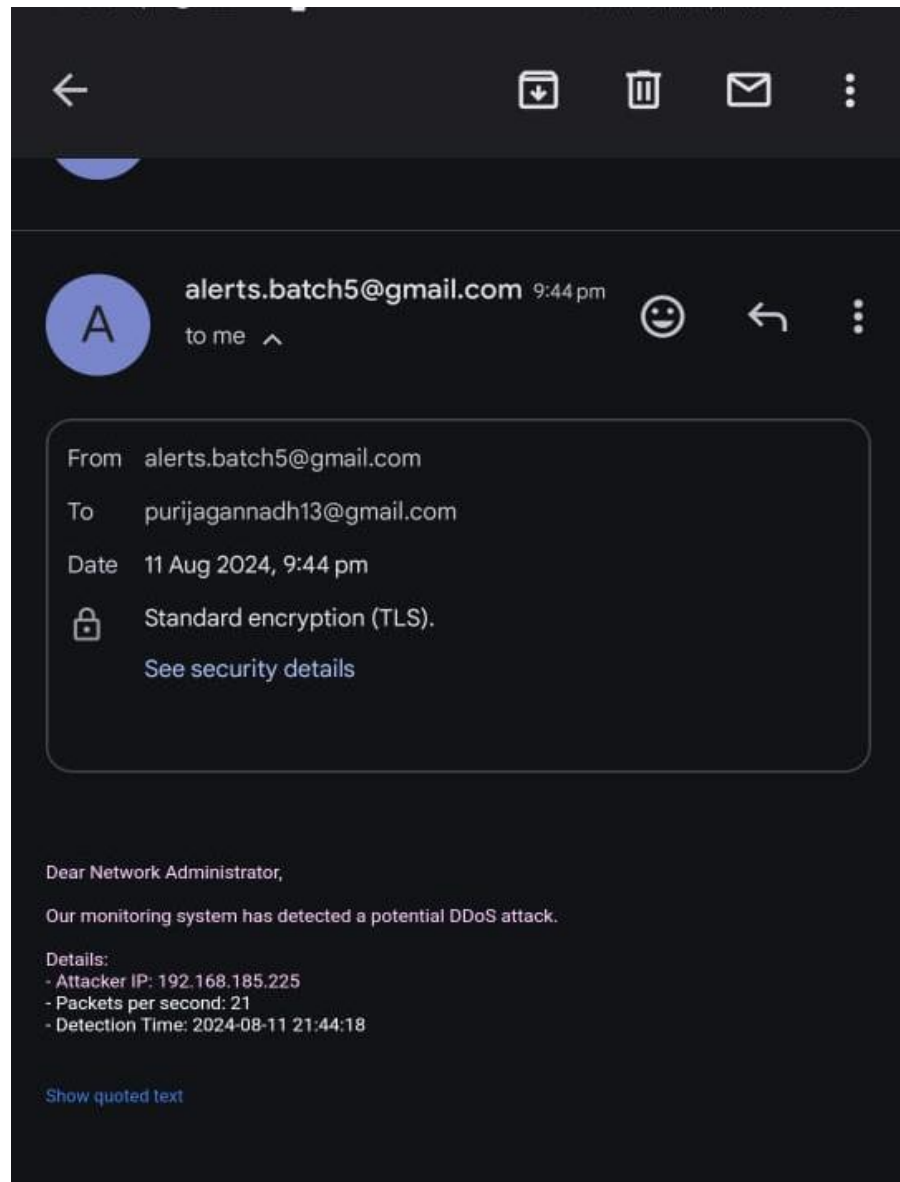 A
alerts.batch5@gmail.com 9:44 pm
to me
From alerts.batch5@gmail.com
To purijagannadh13@gmail.com
Date 11 Aug 2024, 9:44 pm
Standard encryption (TLS).
See security details
Dear Network Administrator,
Our monitoring system has detected a potential DDoS attack.
Details:
- Attacker IP: 192.168.185.225
- Packets per second: 21
- Detection Time: 2024-08-11 21:44:18
Show quoted text